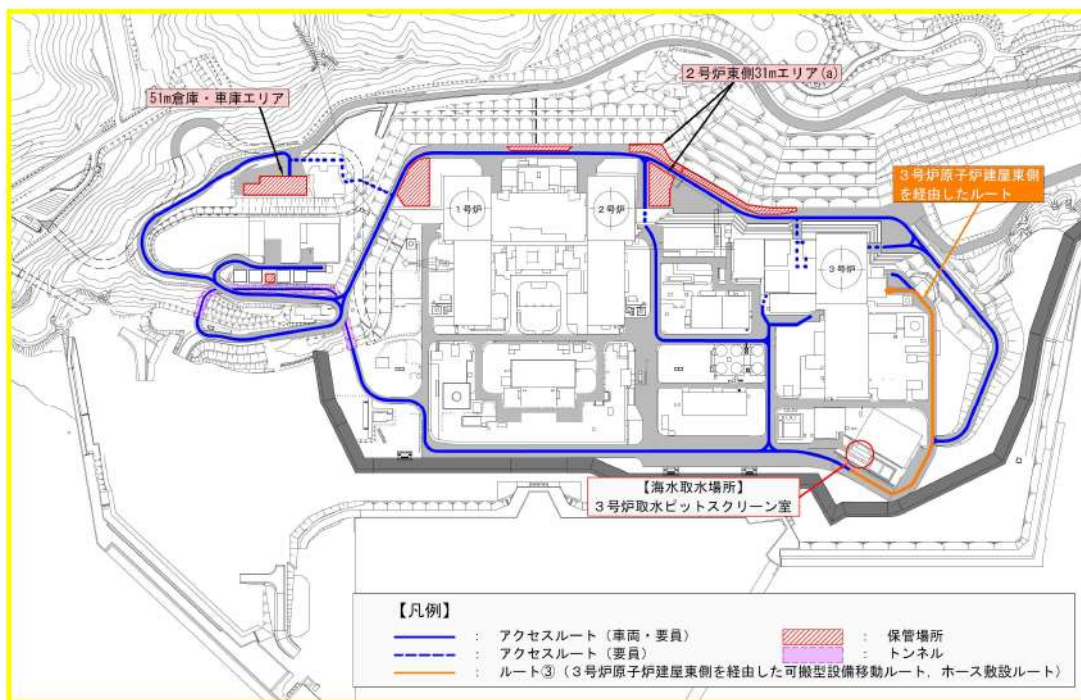 51m倉庫・車庫エリア
2号炉東側31mエリア(a)
3号炉原子炉建屋東側
を経由したルート
1号炉
2号炉
3号炉
【海水取水場所】
3号炉取水ピットスクリーン室
【凡例】
： アクセスルート（車両・要員）
： 保管場所
： アクセスルート（要員）
： トンネル
： ルート③（3号炉原子炉建屋東側を経由した可搬型設備移動ルート，ホース敷設ルート）